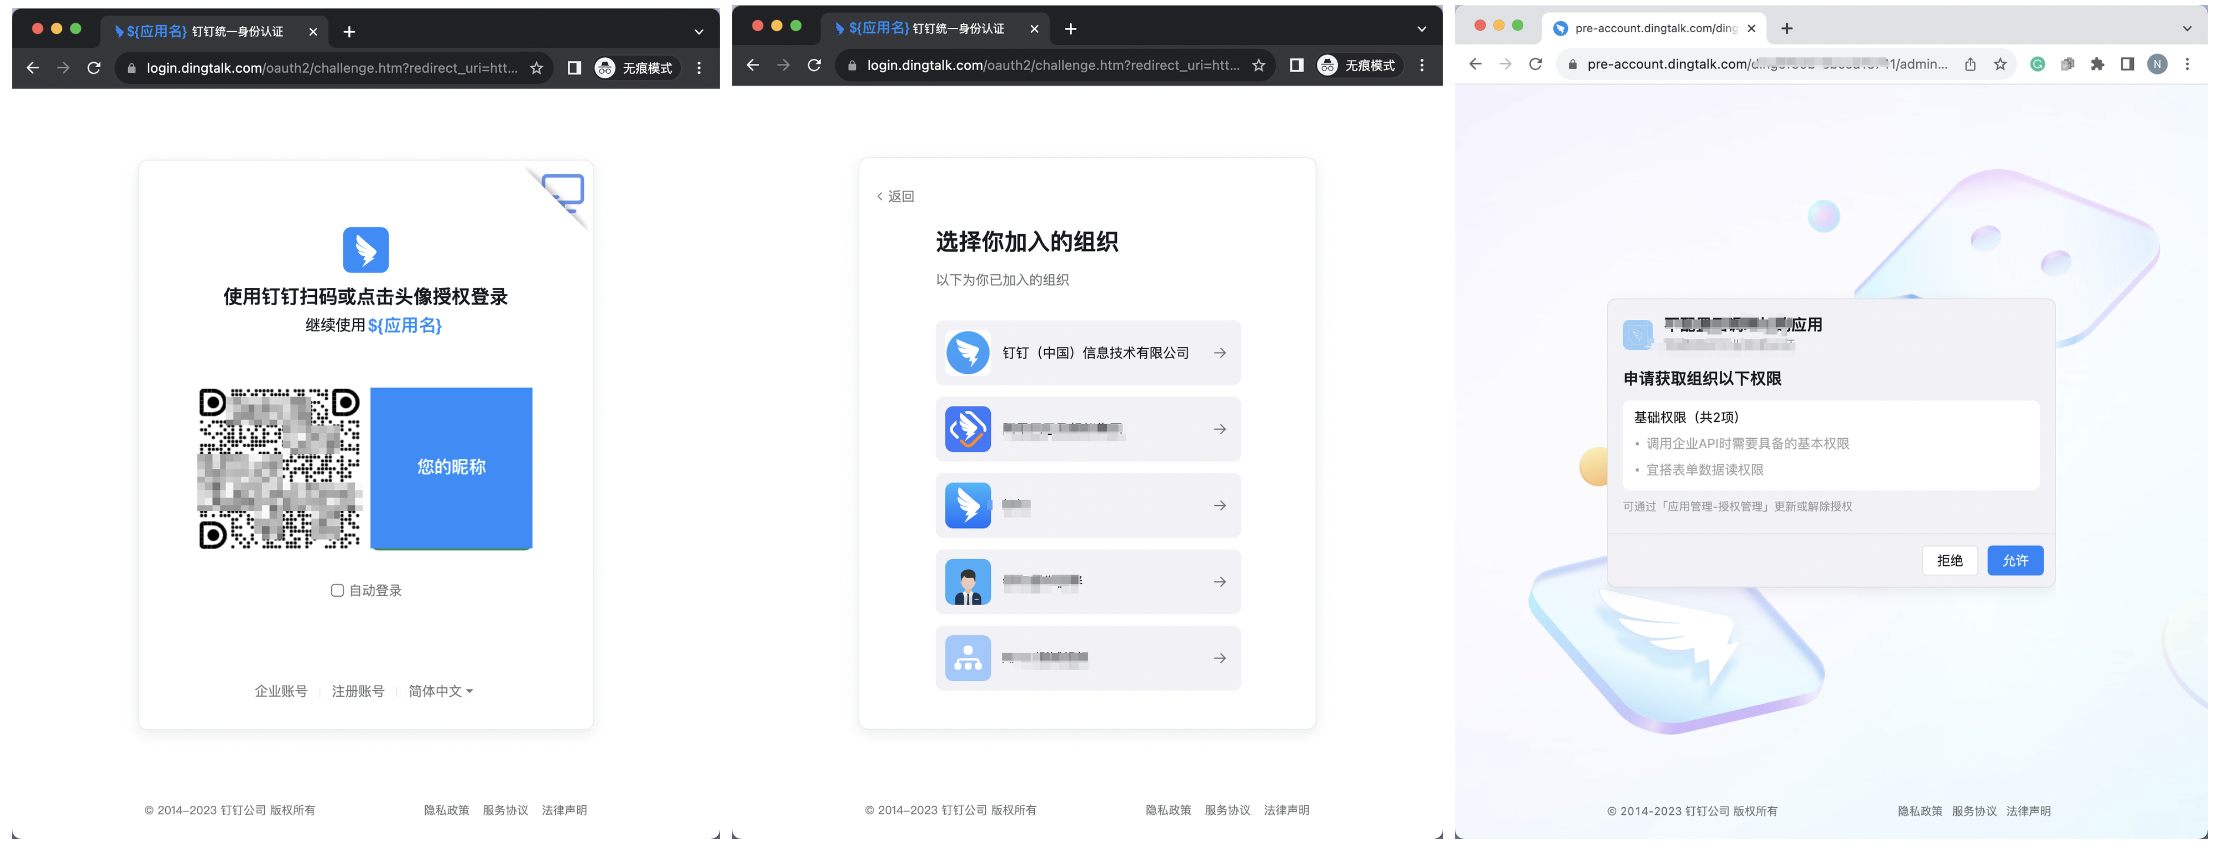 ${应用名} 钉钉统一身份认证
login.dingtalk.com/oauth2/challenge.htm?redirect_uri=htt...
无痕模式
使用钉钉扫码或点击头像授权登录
继续使用${应用名}
您的昵称
自动登录
企业账号
注册账号
简体中文
© 2014–2023 钉钉公司 版权所有
隐私政策 服务协议 法律声明
${应用名} 钉钉统一身份认证
login.dingtalk.com/oauth2/challenge.htm?redirect_uri=htt...
无痕模式
返回
选择你加入的组织
以下为你已加入的组织
钉钉（中国）信息技术有限公司
© 2014–2023 钉钉公司 版权所有
隐私政策 服务协议 法律声明
pre-account.dingtalk.com/ding
pre-account.dingtalk.com/ /admin...
N
应用
申请获取组织以下权限
基础权限（共2项）
• 调用企业API时需要具备的基本权限
• 宜搭表单数据读权限
可通过「应用管理-授权管理」更新或解除授权
拒绝
允许
© 2014-2023 钉钉公司 版权所有
隐私政策 服务协议 法律声明